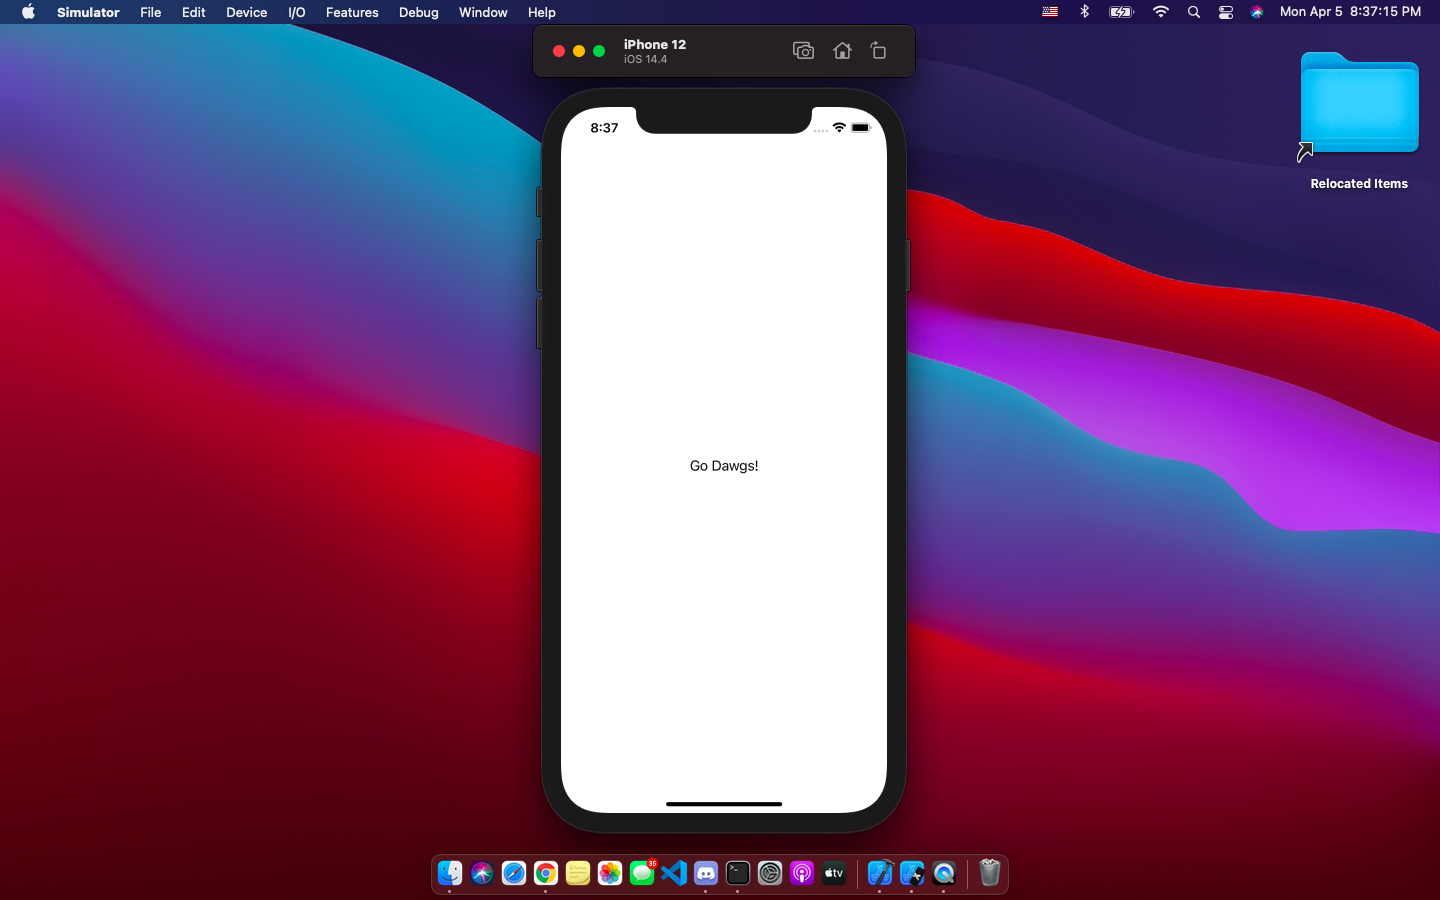 Simulator File Edit Device I/O Features Debug Window Help Mon Apr 5 8:37:15 PM
iPhone 12
iOS 14.4
8:37
Relocated Items
Go Dawgs!
35
tv